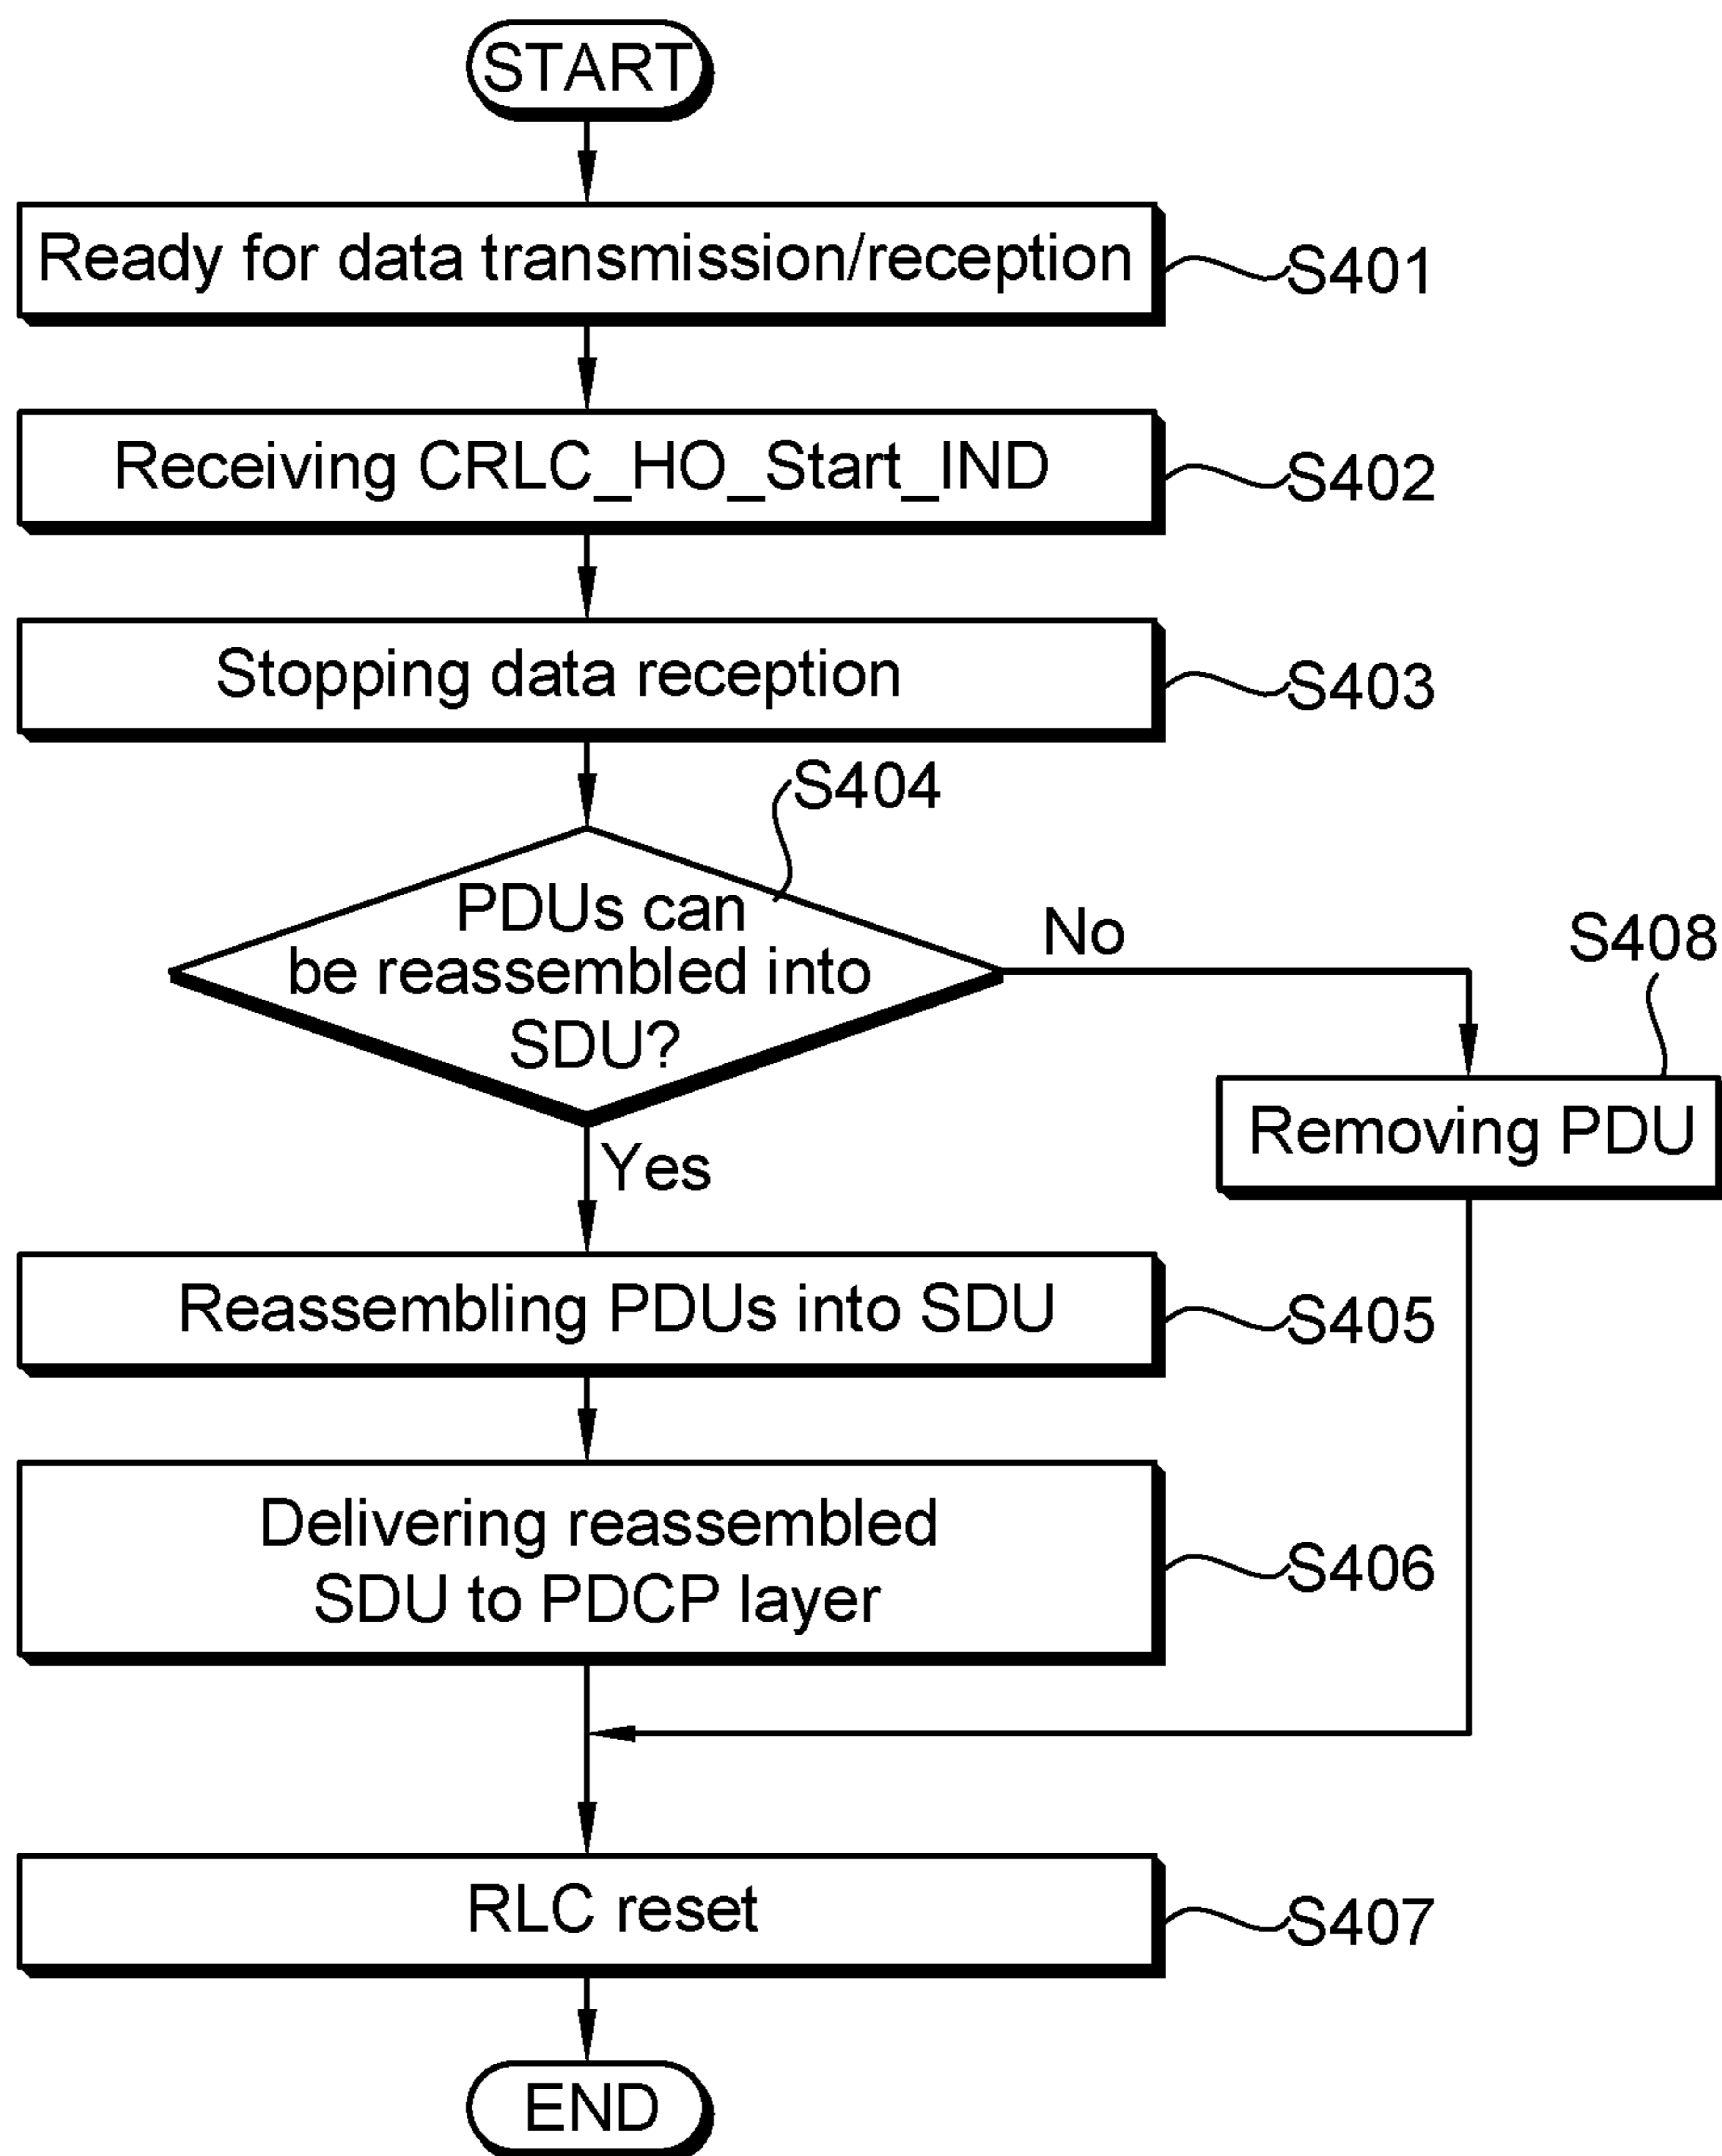 START
Ready for data transmission/reception
S401
Receiving CRLC_HO_Start_IND
S402
Stopping data reception
S403
S404
PDUs can
be reassembled into
SDU?
No
S408
Removing PDU
Yes
Reassembling PDUs into SDU
S405
Delivering reassembled
SDU to PDCP layer
S406
RLC reset
S407
END